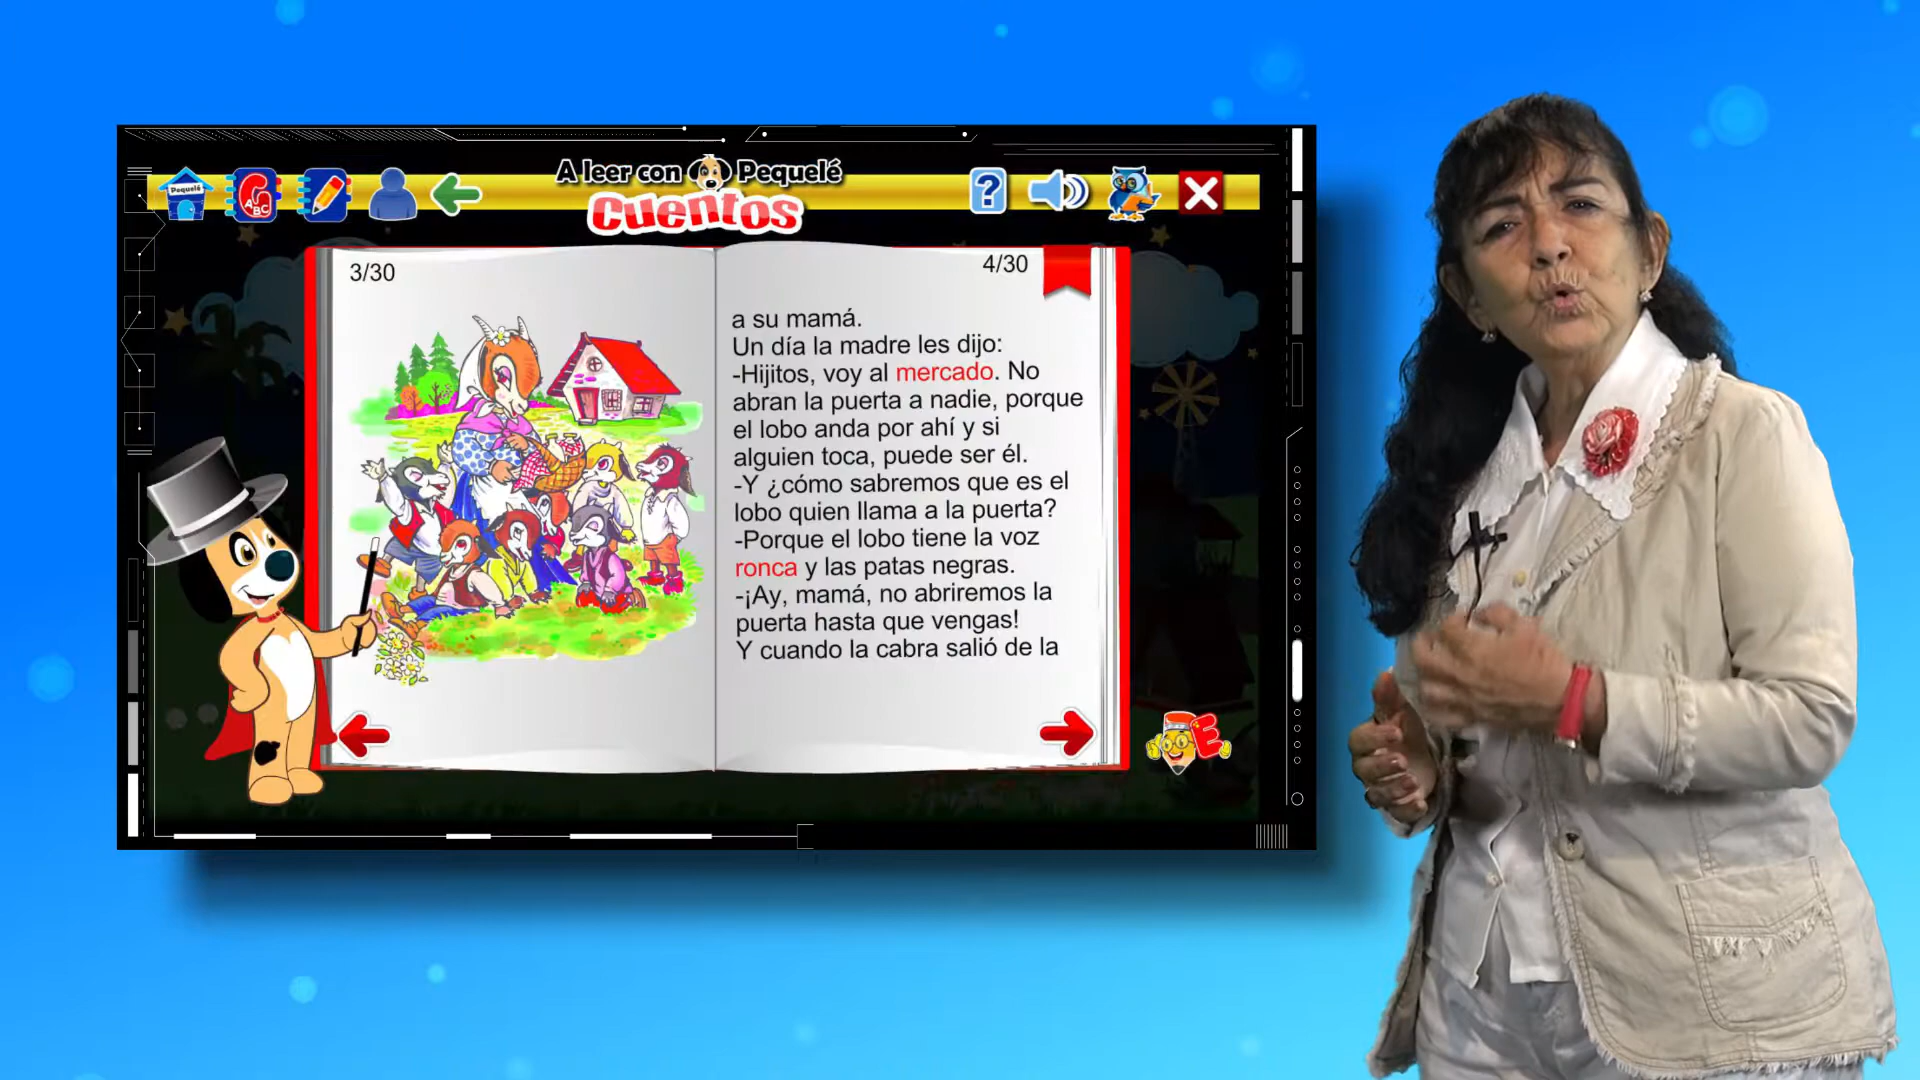 A leer con Pequelé
Cuentos
Pequelé
ABC
?
3/30
4/30
a su mamá.
Un día la madre les dijo:
-Hijitos, voy al mercado. No
abran la puerta a nadie, porque
el lobo anda por ahí y si
alguien toca, puede ser él.
-Y ¿cómo sabremos que es el
lobo quien llama a la puerta?
-Porque el lobo tiene la voz
ronca y las patas negras.
-¡Ay, mamá, no abriremos la
puerta hasta que vengas!
Y cuando la cabra salió de la
E